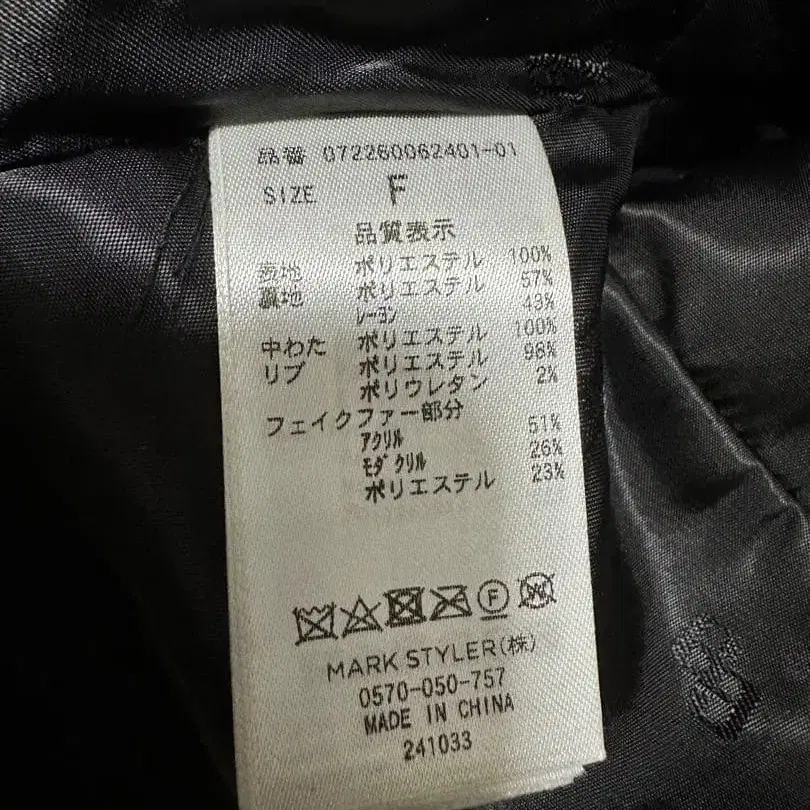 品番 072260062401-01
SIZE F
品質表示
表地 ポリエステル 100%
裏地 ポリエステル 57%
レーヨン 43%
中わた ポリエステル 100%
リブ ポリエステル 98%
ポリウレタン 2%
フェイクファー部分
アクリル 51%
モダクリル 26%
ポリエステル 23%
F W
MARK STYLER(株)
0570-050-757
MADE IN CHINA
241033